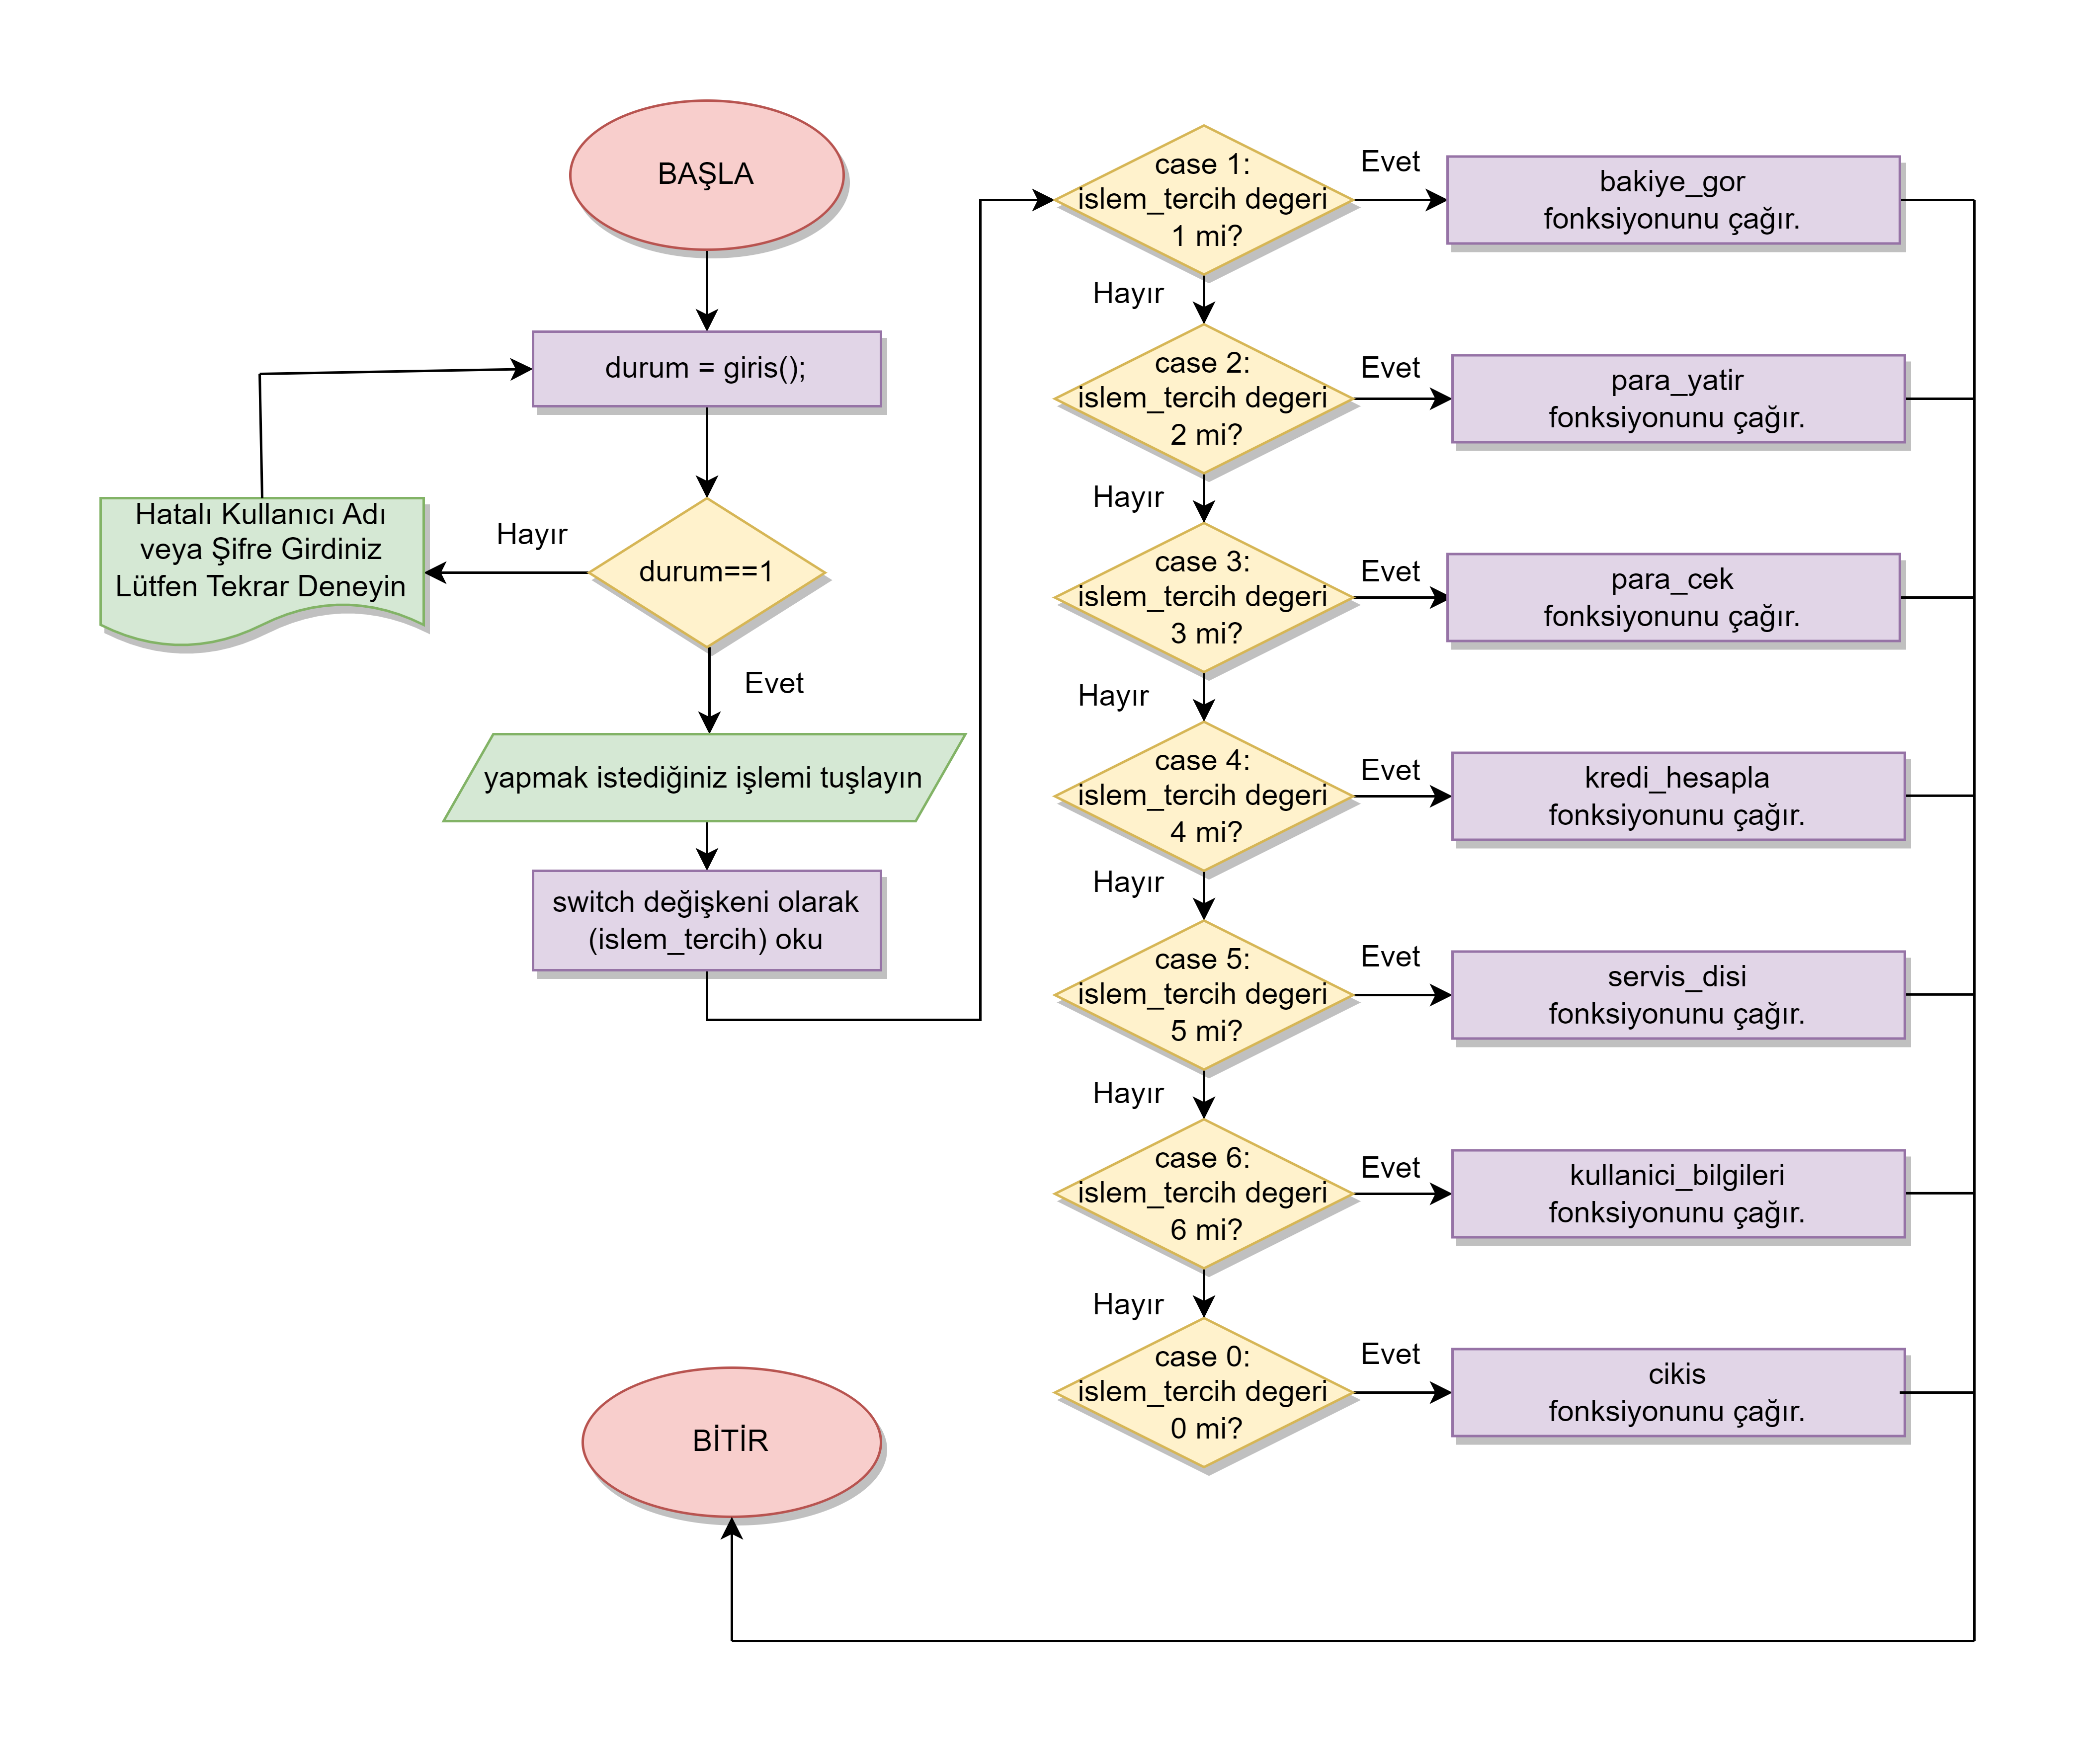 BAŞLA
durum = giris();
Hatalı Kullanıcı Adı
veya Şifre Girdiniz
Lütfen Tekrar Deneyin
Hayır
durum==1
Evet
yapmak istediğiniz işlemi tuşlayın
switch değişkeni olarak
(islem_tercih) oku
case 1:
islem_tercih degeri
1 mi?
Evet
bakiye_gor
fonksiyonunu çağır.
Hayır
case 2:
islem_tercih degeri
2 mi?
Evet
para_yatir
fonksiyonunu çağır.
Hayır
case 3:
islem_tercih degeri
3 mi?
Evet
para_cek
fonksiyonunu çağır.
Hayır
case 4:
islem_tercih degeri
4 mi?
Evet
kredi_hesapla
fonksiyonunu çağır.
Hayır
case 5:
islem_tercih degeri
5 mi?
Evet
servis_disi
fonksiyonunu çağır.
Hayır
case 6:
islem_tercih degeri
6 mi?
Evet
kullanici_bilgileri
fonksiyonunu çağır.
Hayır
case 0:
islem_tercih degeri
0 mi?
Evet
cikis
fonksiyonunu çağır.
BİTİR